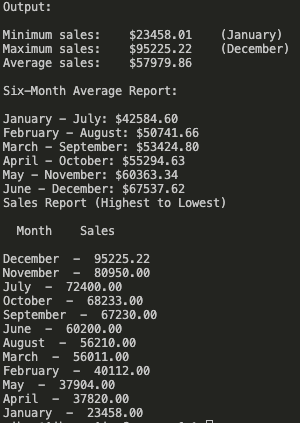 Output:
Minimum sales: $23458.01 (January)
Maximum sales: $95225.22 (December)
Average sales: $57979.86
Six-Month Average Report:
January - July: $42584.60
February - August: $50741.66
March - September: $53424.80
April - October: $55294.63
May - November: $60363.34
June - December: $67537.62
Sales Report (Highest to Lowest)
Month Sales
December - 95225.22
November - 80950.00
July - 72400.00
October - 68233.00
September - 67230.00
June - 60200.00
August - 56210.00
March - 56011.00
February - 40112.00
May - 37904.00
April - 37820.00
January - 23458.00